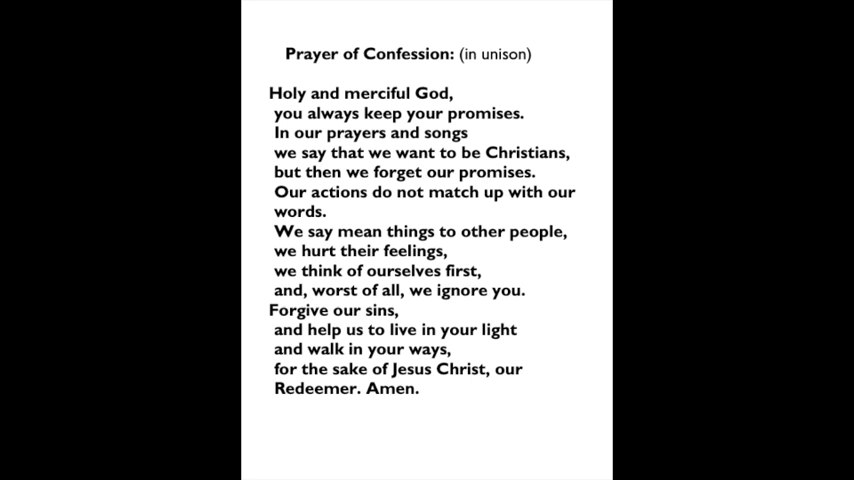 Prayer of Confession: (in unison)
Holy and merciful God,
you always keep your promises.
In our prayers and songs
we say that we want to be Christians,
but then we forget our promises.
Our actions do not match up with our
words.
We say mean things to other people,
we hurt their feelings,
we think of ourselves first,
and, worst of all, we ignore you.
Forgive our sins,
and help us to live in your light
and walk in your ways,
for the sake of Jesus Christ, our
Redeemer. Amen.